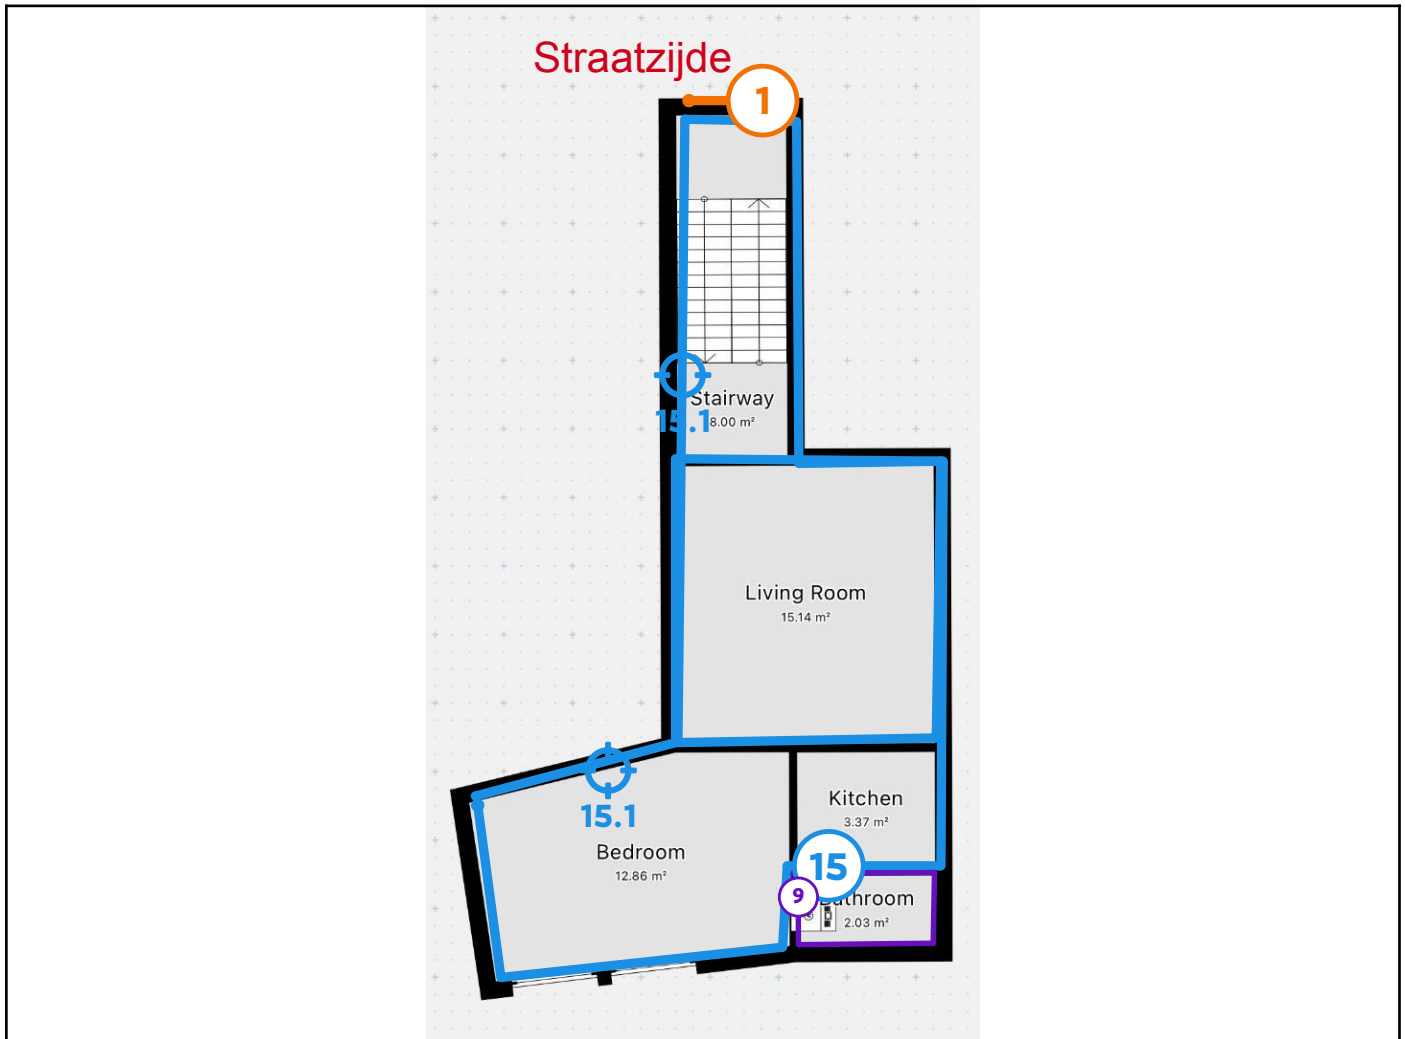 Straatzijde
1
Stairway
15.1
8.00 m²
Living Room
15.14 m²
15.1
Kitchen
3.37 m²
Bedroom
12.86 m²
15
9
Bathroom
2.03 m²